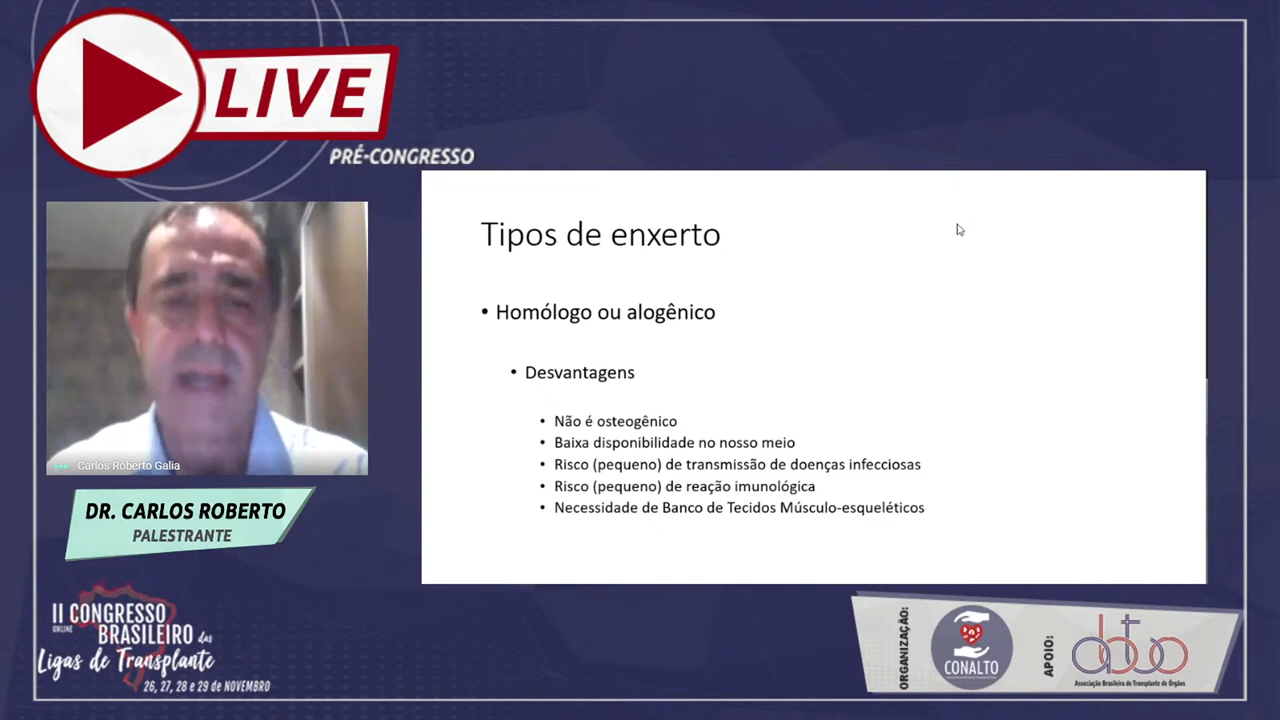 LIVE
PRÉ-CONGRESSO
Tipos de enxerto
• Homólogo ou alogênico
• Desvantagens
• Não é osteogênico
• Baixa disponibilidade no nosso meio
• Risco (pequeno) de transmissão de doenças infecciosas
• Risco (pequeno) de reação imunológica
• Necessidade de Banco de Tecidos Músculo-esqueléticos
Carlos Roberto Galia
DR. CARLOS ROBERTO
PALESTRANTE
II CONGRESSO
ONLINE
BRASILEIRO das
Ligas de Transplante
26, 27, 28 e 29 de NOVEMBRO
ORGANIZAÇÃO:
CONALTO
APOIO:
abto
Associação Brasileira de Transplante de Órgãos